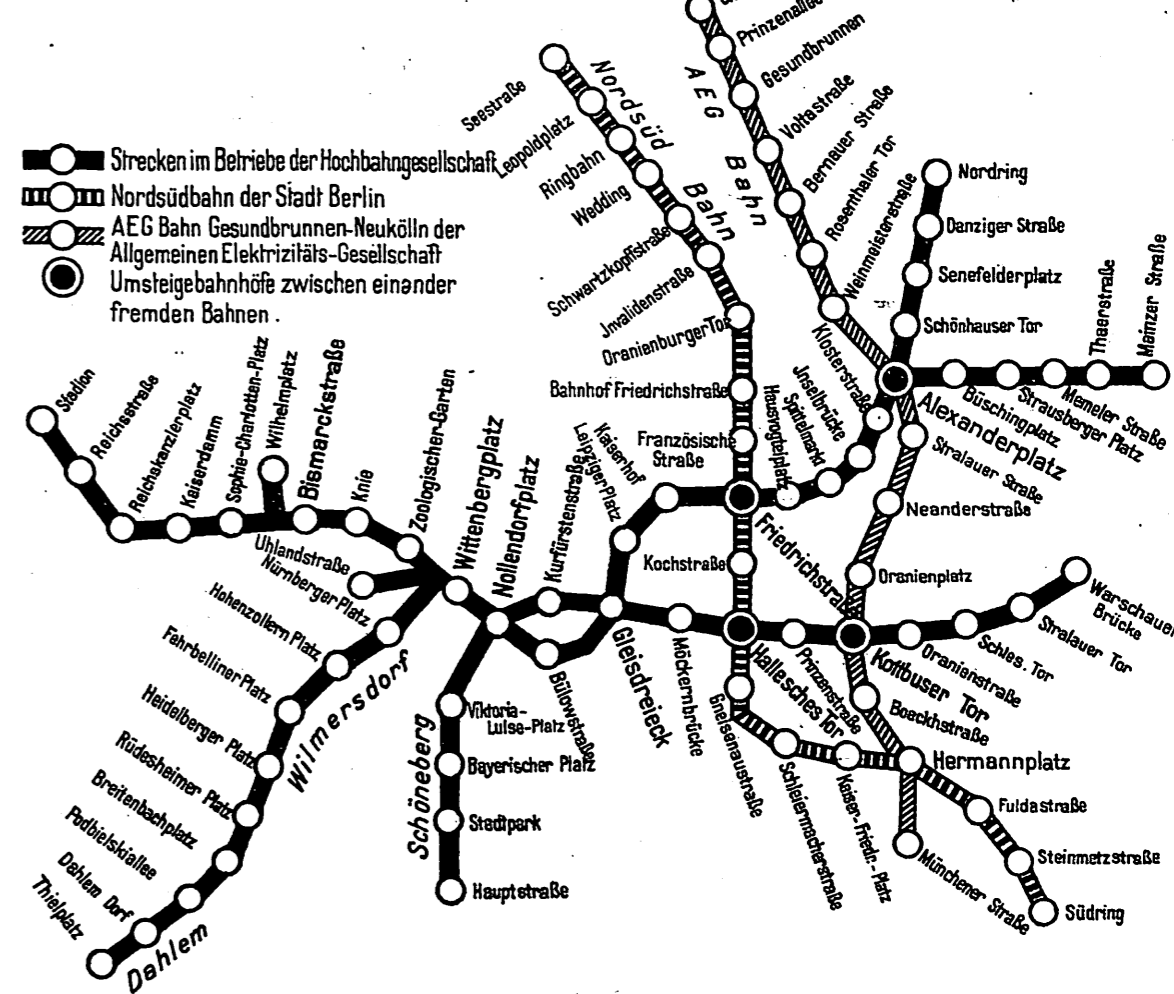 Prinzenallee
Gesundbrunnen
Voltastraße
Bernauer Straße
Rosenthaler Tor
Weinmeisterstraße
AEG Bahn
Nordsüd Bahn
Seestraße
Leopoldplatz
Ringbahn
Wedding
Schwartzkopffstraße
Jnvalidenstraße
Oranienburger Tor
Bahnhof Friedrichstraße
Französische
Straße
Strecken im Betriebe der Hochbahngesellschaft
Nordsüdbahn der Stadt Berlin
AEG Bahn Gesundbrunnen-Neukölln der
Allgemeinen Elektrizitäts-Gesellschaft
Umsteigebahnhöfe zwischen einander
fremden Bahnen.
Nordring
Danziger Straße
Senefelderplatz
Schönhauser Tor
Alexanderplatz
Büschingplatz
Strausberger Platz
Memeler Straße
Thaerstraße
Mainzer Straße
Klosterstraße
Jnselbrücke
Spittelmarkt
Hausvogteiplatz
Friedrichstraße
Kaiserhof
Leipziger Platz
Stadion
Reichsstraße
Reichskanzlerplatz
Kaiserdamm
Sophie-Charlotten-Platz
Wilhelmplatz
Bismarckstraße
Knie
Zoologischer-Garten
Wittenbergplatz
Nollendorfplatz
Kurfürstenstraße
Bülowstraße
Gleisdreieck
Möckernbrücke
Kochstraße
Hallesches Tor
Prinzenstraße
Kottbuser Tor
Oranienstraße
Schles. Tor
Stralauer Tor
Warschauer
Brücke
Stralauer Straße
Neanderstraße
Oranienplatz
Boeckhstraße
Hermannplatz
Münchener Straße
Fuldastraße
Steinmetzstraße
Südring
Gneisenaustraße
Schleiermacherstraße
Kaiser-Friedr.-Platz
Uhlandstraße
Nürnberger Platz
Hohenzollern Platz
Fahrbelliner Platz
Heidelberger Platz
Rüdesheimer Platz
Breitenbachplatz
Podbielskiallee
Dahlem Dorf
Thielplatz
Wilmersdorf
Dahlem
Schöneberg
Viktoria-
Luise-Platz
Bayerischer Platz
Stadtpark
Hauptstraße